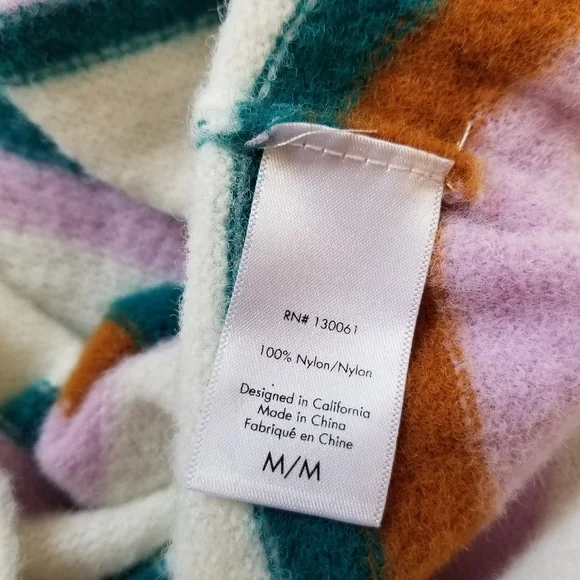 RN# 130061
100% Nylon/Nylon
Designed in California
Made in China
Fabriqué en Chine
M/M